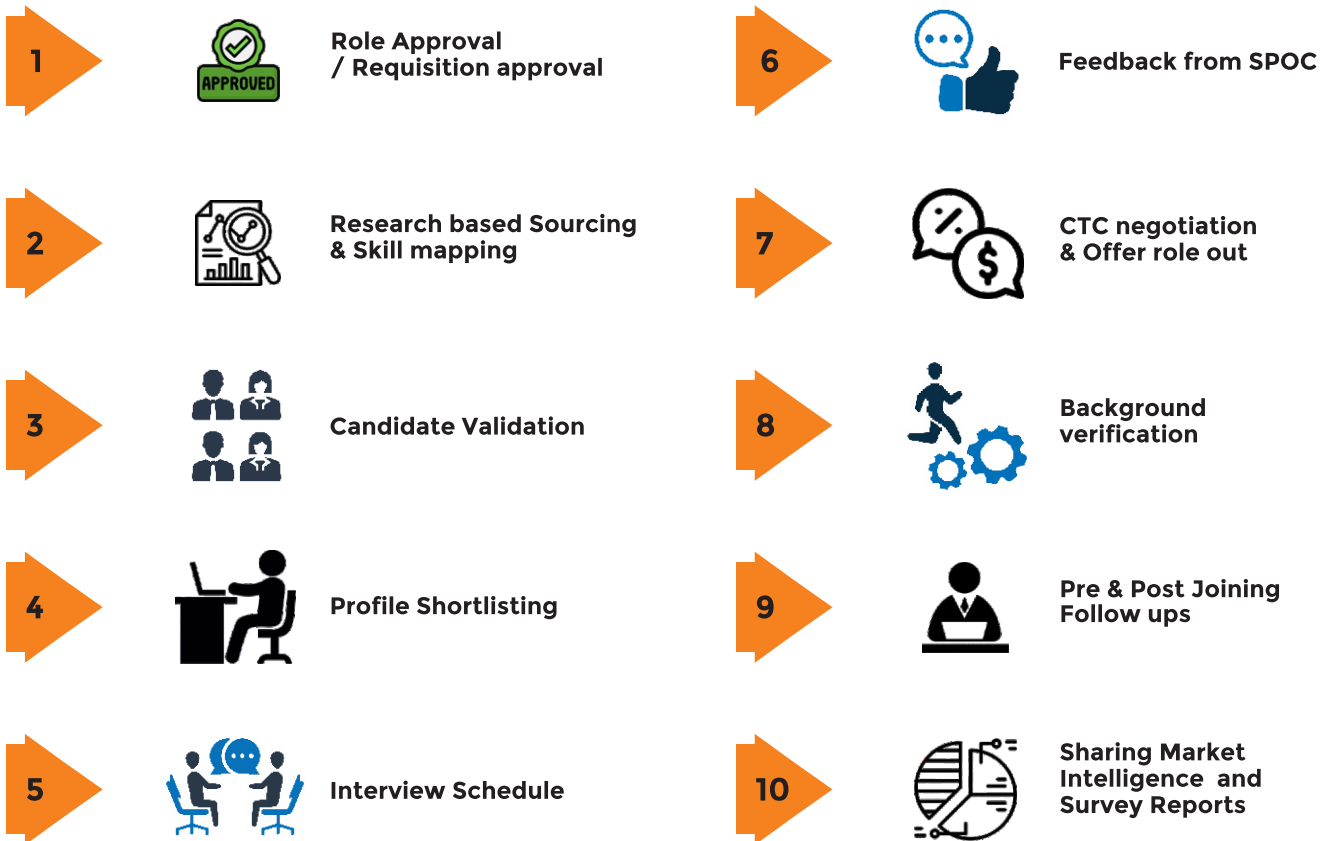 1
APPROVED
Role Approval
/ Requisition approval
2
Research based Sourcing
& Skill mapping
3
Candidate Validation
4
Profile Shortlisting
5
Interview Schedule
6
Feedback from SPOC
7
%
$
CTC negotiation
& Offer role out
8
Background
verification
9
Pre & Post Joining
Follow ups
10
Sharing Market
Intelligence and
Survey Reports